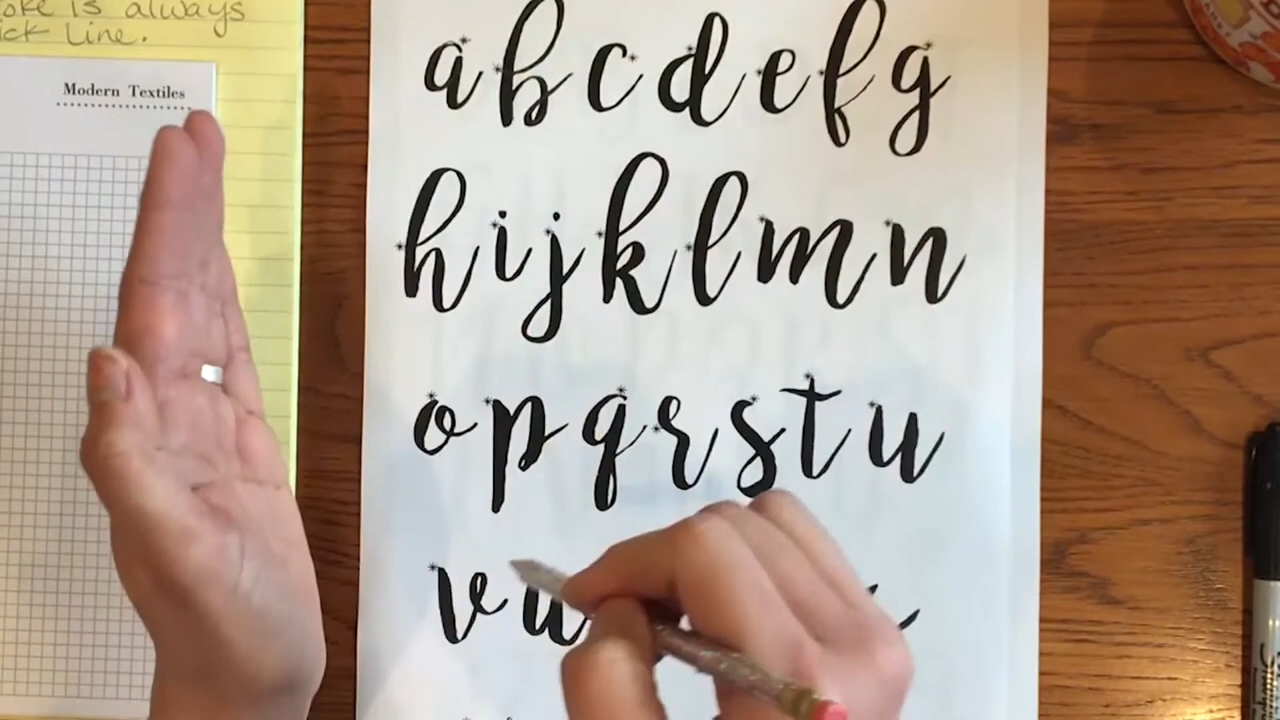 oke is always
ick Line.
Modern Textiles
a b c d e f g
h i j k l m n
o p q r s t u
v